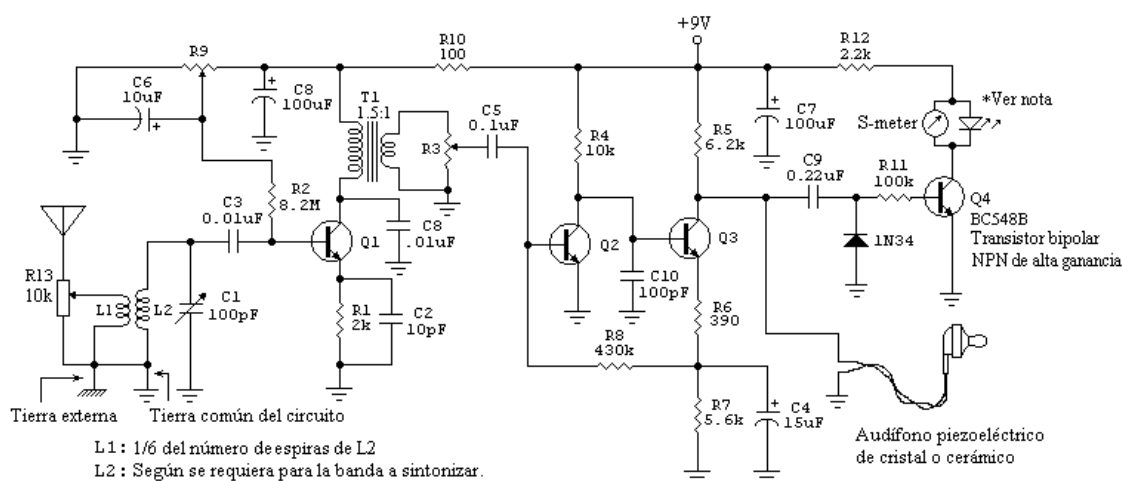 +9V
R9
R10
100
R12
2.2k
C6
10uF
C8
100uF
T1
1.5:1
C5
0.1uF
R3
R4
10k
R5
6.2k
C7
100uF
*Ver nota
S-meter
C9
0.22uF
R11
100k
Q4
BC548B
Transistor bipolar
NPN de alta ganancia
R2
8.2M
C3
0.01uF
Q1
C8
.01uF
Q2
Q3
C10
100pF
1N34
R13
10k
L1
L2
C1
100pF
R1
2k
C2
10pF
R6
390
R8
430k
R7
5.6k
C4
15uF
Tierra externa
Tierra común del circuito
Audífono piezoeléctrico
de cristal o cerámico
L1: 1/6 del número de espiras de L2
L2: Según se requiera para la banda a sintonizar.